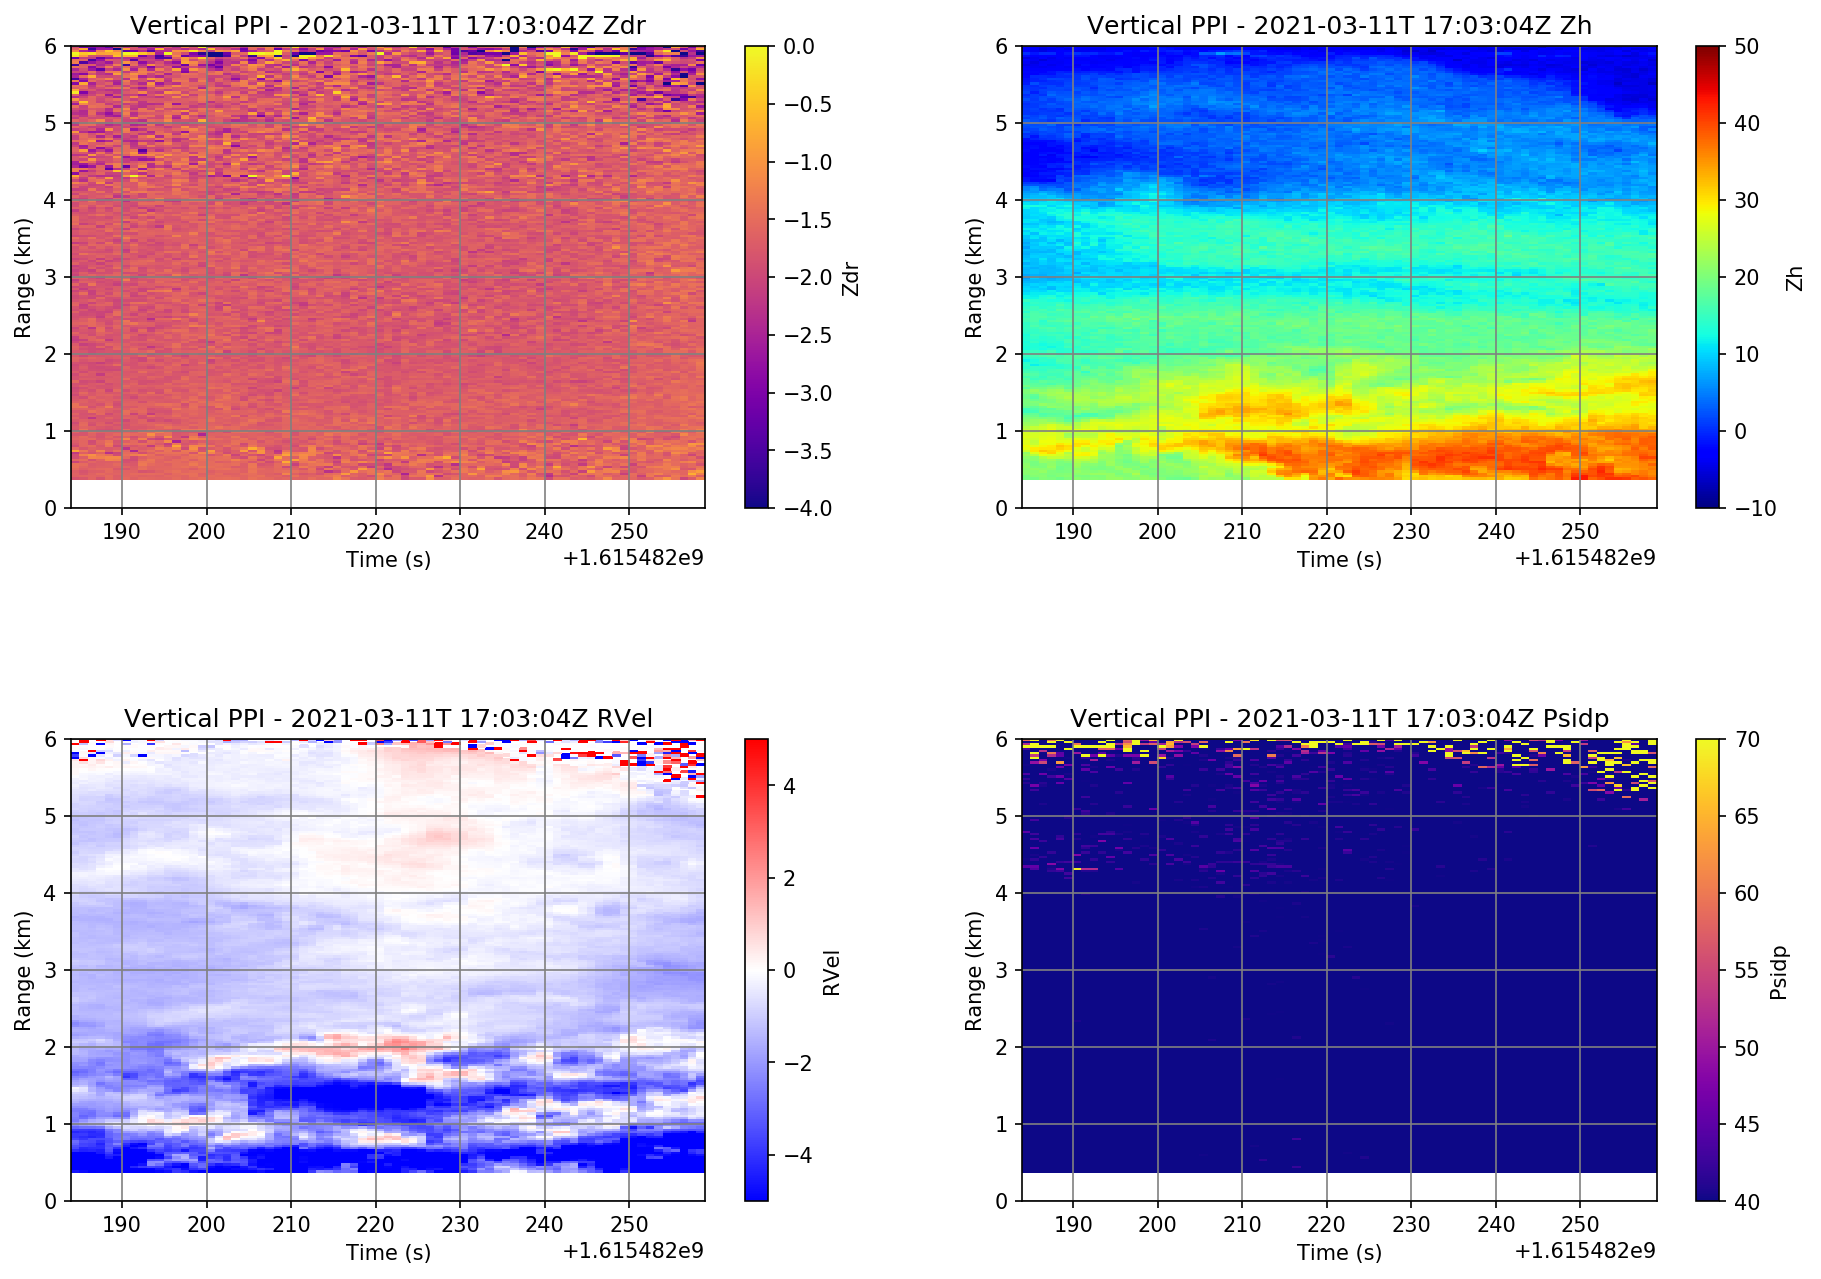 Vertical PPI - 2021-03-11T 17:03:04Z Zdr
6
5
4
3
2
1
0
Range (km)
190 200 210 220 230 240 250
Time (s)
+1.615482e9
0.0
−0.5
−1.0
−1.5
−2.0
−2.5
−3.0
−3.5
−4.0
Zdr
Vertical PPI - 2021-03-11T 17:03:04Z Zh
6
5
4
3
2
1
0
Range (km)
190 200 210 220 230 240 250
Time (s)
+1.615482e9
50
40
30
20
10
0
−10
Zh
Vertical PPI - 2021-03-11T 17:03:04Z RVel
6
5
4
3
2
1
0
Range (km)
190 200 210 220 230 240 250
Time (s)
+1.615482e9
4
2
0
−2
−4
RVel
Vertical PPI - 2021-03-11T 17:03:04Z Psidp
6
5
4
3
2
1
0
Range (km)
190 200 210 220 230 240 250
Time (s)
+1.615482e9
70
65
60
55
50
45
40
Psidp